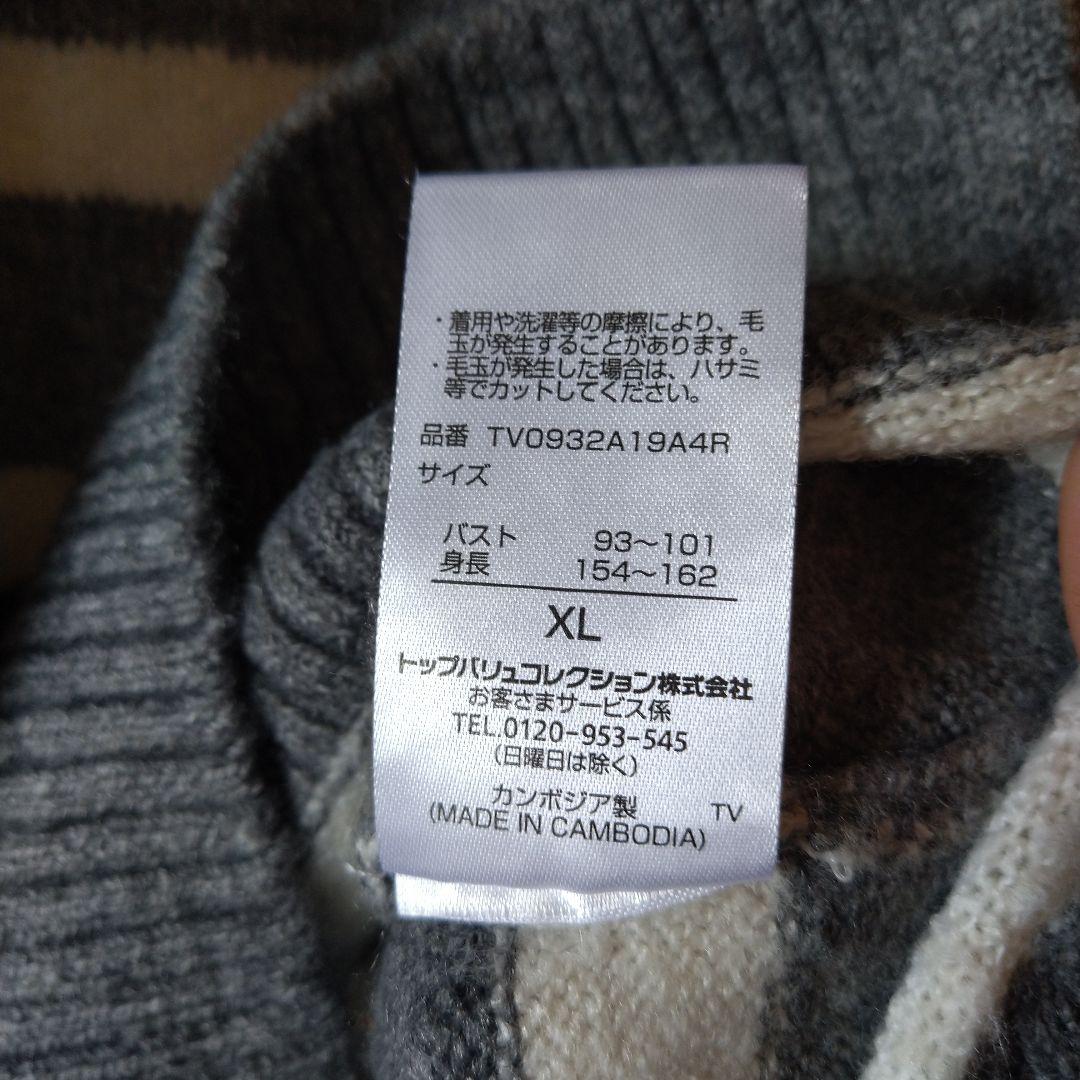 ・着用や洗濯等の摩擦により、毛
玉が発生することがあります。
・毛玉が発生した場合は、ハサミ
等でカットしてください。
品番 TV0932A19A4R
サイズ
バスト 93～101
身長 154～162
XL
トップバリュコレクション株式会社
お客さまサービス係
TEL.0120-953-545
(日曜日は除く)
カンボジア製 TV
(MADE IN CAMBODIA)